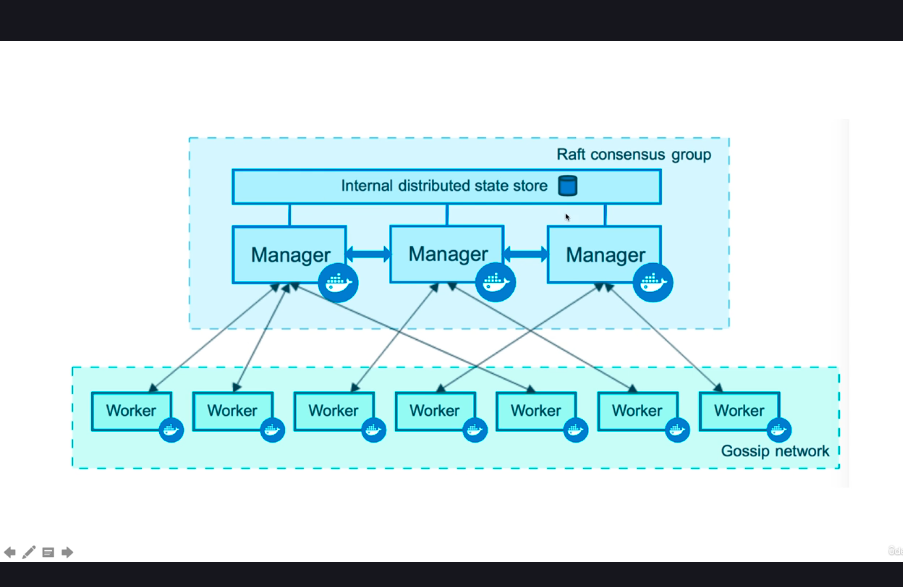 Raft consensus group
Internal distributed state store
Manager
Manager
Manager
Worker
Worker
Worker
Worker
Worker
Worker
Worker
Gossip network